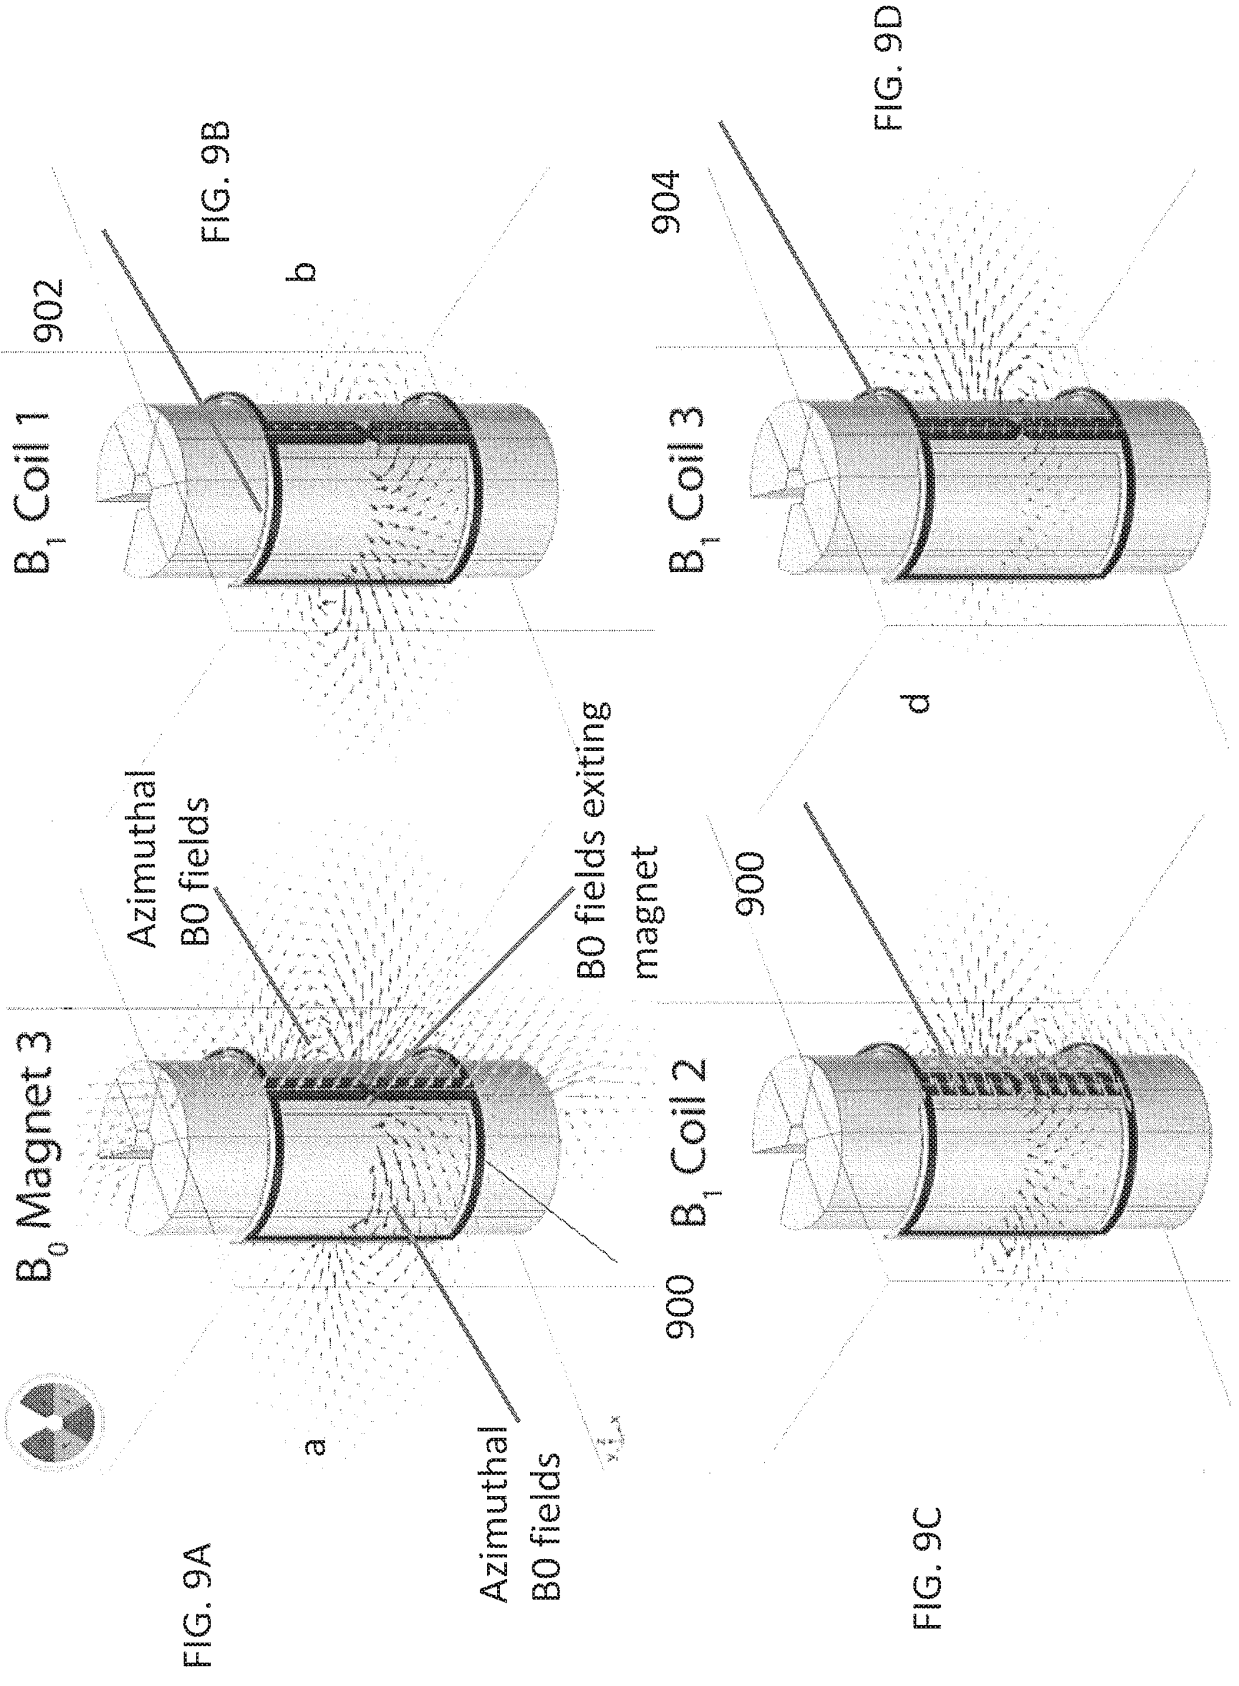 B0 Magnet 3
Azimuthal
B0 fields
B0 fields exiting
magnet
Azimuthal
B0 fields
900
a
y z x
FIG. 9A
B1 Coil 1
902
b
FIG. 9B
B1 Coil 2
900
FIG. 9C
B1 Coil 3
904
d
FIG. 9D